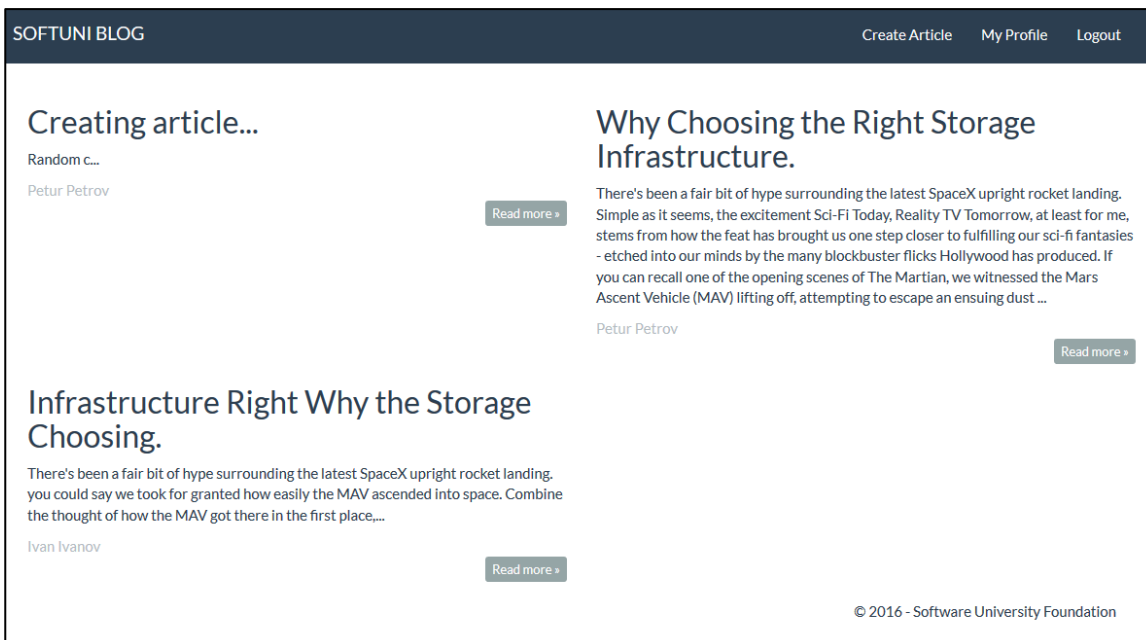 SOFTUNI BLOG
Create Article
My Profile
Logout
Creating article...
Random c...
Petur Petrov
Read more »
Why Choosing the Right Storage
Infrastructure.
There's been a fair bit of hype surrounding the latest SpaceX upright rocket landing.
Simple as it seems, the excitement Sci-Fi Today, Reality TV Tomorrow, at least for me,
stems from how the feat has brought us one step closer to fulfilling our sci-fi fantasies
- etched into our minds by the many blockbuster flicks Hollywood has produced. If
you can recall one of the opening scenes of The Martian, we witnessed the Mars
Ascent Vehicle (MAV) lifting off, attempting to escape an ensuing dust ...
Petur Petrov
Read more »
Infrastructure Right Why the Storage
Choosing.
There's been a fair bit of hype surrounding the latest SpaceX upright rocket landing.
you could say we took for granted how easily the MAV ascended into space. Combine
the thought of how the MAV got there in the first place,...
Ivan Ivanov
Read more »
© 2016 - Software University Foundation